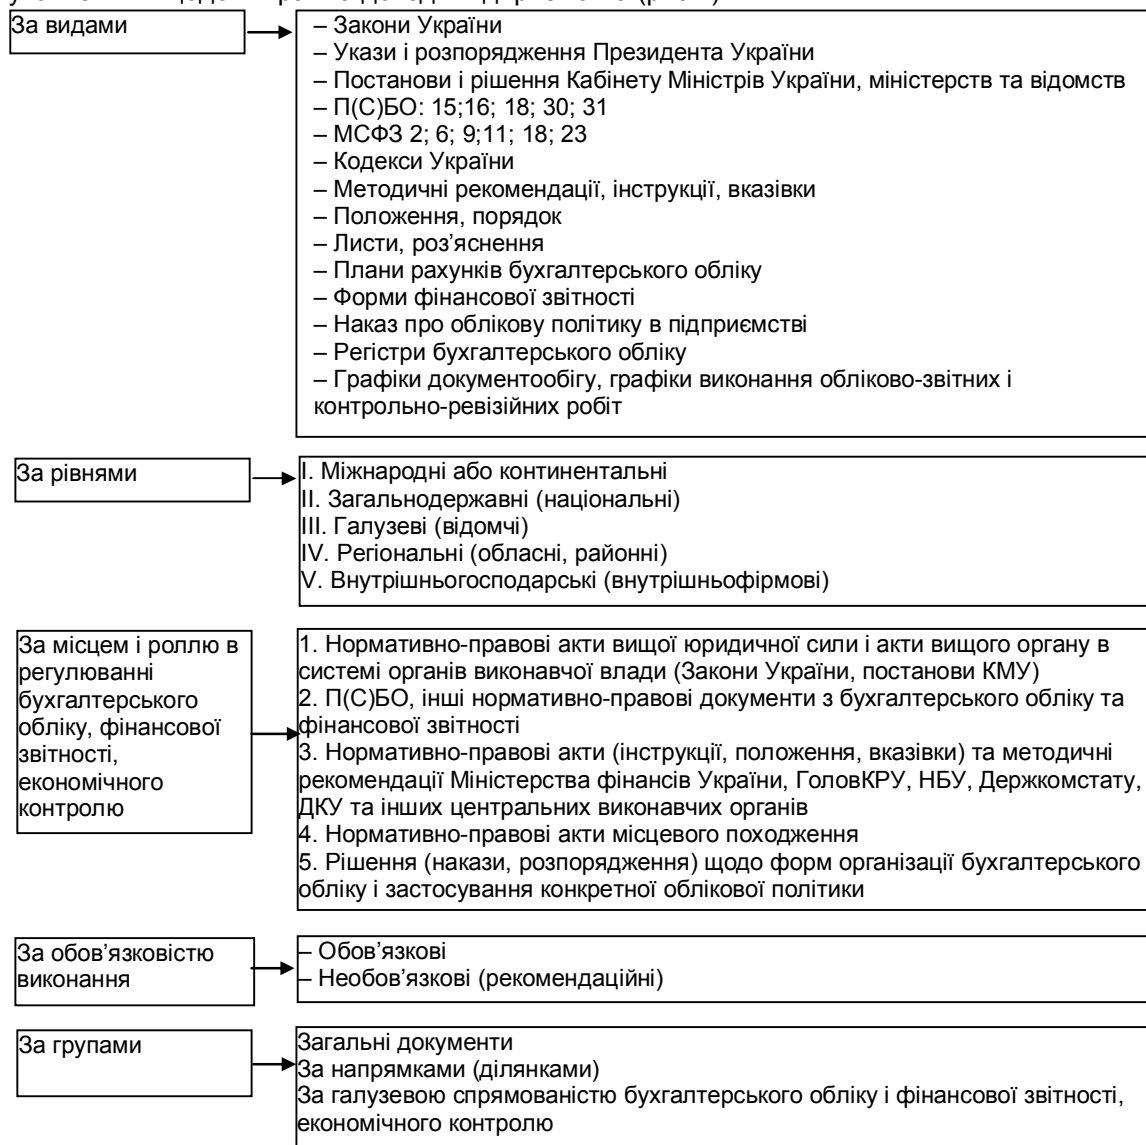 За видами
– Закони України
– Укази і розпорядження Президента України
– Постанови і рішення Кабінету Міністрів України, міністерств та відомств
– П(С)БО: 15;16; 18; 30; 31
– МСФЗ 2; 6; 9;11; 18; 23
– Кодекси України
– Методичні рекомендації, інструкції, вказівки
– Положення, порядок
– Листи, роз’яснення
– Плани рахунків бухгалтерського обліку
– Форми фінансової звітності
– Наказ про облікову політику в підприємстві
– Регістри бухгалтерського обліку
– Графіки документообігу, графіки виконання обліково-звітних і
контрольно-ревізійних робіт
За рівнями
I. Міжнародні або континентальні
II. Загальнодержавні (національні)
III. Галузеві (відомчі)
IV. Регіональні (обласні, районні)
V. Внутрішньогосподарські (внутрішньофірмові)
За місцем і роллю в
регулюванні
бухгалтерського
обліку, фінансової
звітності,
економічного
контролю
1. Нормативно-правові акти вищої юридичної сили і акти вищого органу в
системі органів виконавчої влади (Закони України, постанови КМУ)
2. П(С)БО, інші нормативно-правові документи з бухгалтерського обліку та
фінансової звітності
3. Нормативно-правові акти (інструкції, положення, вказівки) та методичні
рекомендації Міністерства фінансів України, ГоловКРУ, НБУ, Держкомстату,
ДКУ та інших центральних виконавчих органів
4. Нормативно-правові акти місцевого походження
5. Рішення (накази, розпорядження) щодо форм організації бухгалтерського
обліку і застосування конкретної облікової політики
За обов’язковістю
виконання
– Обов’язкові
– Необов’язкові (рекомендаційні)
За групами
Загальні документи
За напрямками (ділянками)
За галузевою спрямованістю бухгалтерського обліку і фінансової звітності,
економічного контролю